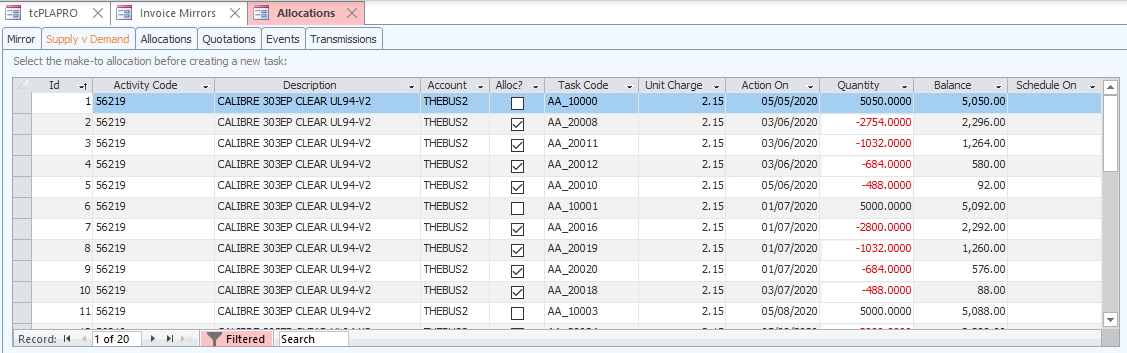 tcPLAPRO Invoice Mirrors Allocations
Mirror Supply v Demand Allocations Quotations Events Transmissions
Select the make-to allocation before creating a new task:
Id Activity Code Description Account Alloc? Task Code Unit Charge Action On Quantity Balance Schedule On
1 56219 CALIBRE 303EP CLEAR UL94-V2 THEBUS2 AA_10000 2.15 05/05/2020 5050.0000 5,050.00
2 56219 CALIBRE 303EP CLEAR UL94-V2 THEBUS2 AA_20008 2.15 03/06/2020 -2754.0000 2,296.00
3 56219 CALIBRE 303EP CLEAR UL94-V2 THEBUS2 AA_20011 2.15 03/06/2020 -1032.0000 1,264.00
4 56219 CALIBRE 303EP CLEAR UL94-V2 THEBUS2 AA_20012 2.15 03/06/2020 -684.0000 580.00
5 56219 CALIBRE 303EP CLEAR UL94-V2 THEBUS2 AA_20010 2.15 05/06/2020 -488.0000 92.00
6 56219 CALIBRE 303EP CLEAR UL94-V2 THEBUS2 AA_10001 2.15 01/07/2020 5000.0000 5,092.00
7 56219 CALIBRE 303EP CLEAR UL94-V2 THEBUS2 AA_20016 2.15 01/07/2020 -2800.0000 2,292.00
8 56219 CALIBRE 303EP CLEAR UL94-V2 THEBUS2 AA_20019 2.15 01/07/2020 -1032.0000 1,260.00
9 56219 CALIBRE 303EP CLEAR UL94-V2 THEBUS2 AA_20020 2.15 01/07/2020 -684.0000 576.00
10 56219 CALIBRE 303EP CLEAR UL94-V2 THEBUS2 AA_20018 2.15 03/07/2020 -488.0000 88.00
11 56219 CALIBRE 303EP CLEAR UL94-V2 THEBUS2 AA_10003 2.15 05/08/2020 5000.0000 5,088.00
Record: 1 of 20 Filtered Search